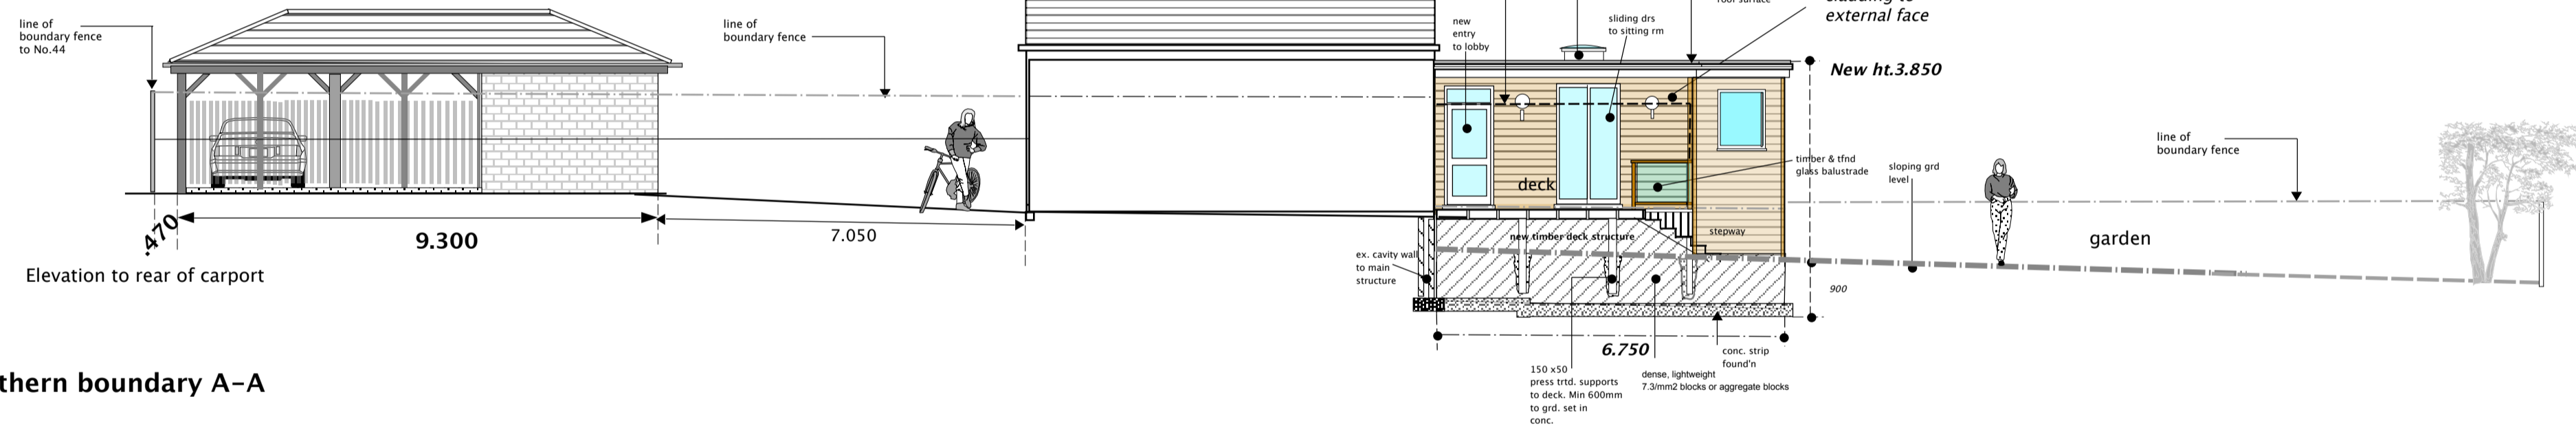 line of
boundary fence
to No.44
line of
boundary fence
new
entry
to lobby
sliding drs
to sitting rm
external face
New ht.3.850
timber & tfnd
glass balustrade
sloping grd
level
line of
boundary fence
deck
new timber deck structure
stepway
garden
.470
9.300
7.050
Elevation to rear of carport
ex. cavity wall
to main
structure
900
6.750
conc. strip
found'n
150 x50
press trtd. supports
to deck. Min 600mm
to grd. set in
conc.
dense, lightweight
7.3/mm2 blocks or aggregate blocks
thern boundary A-A